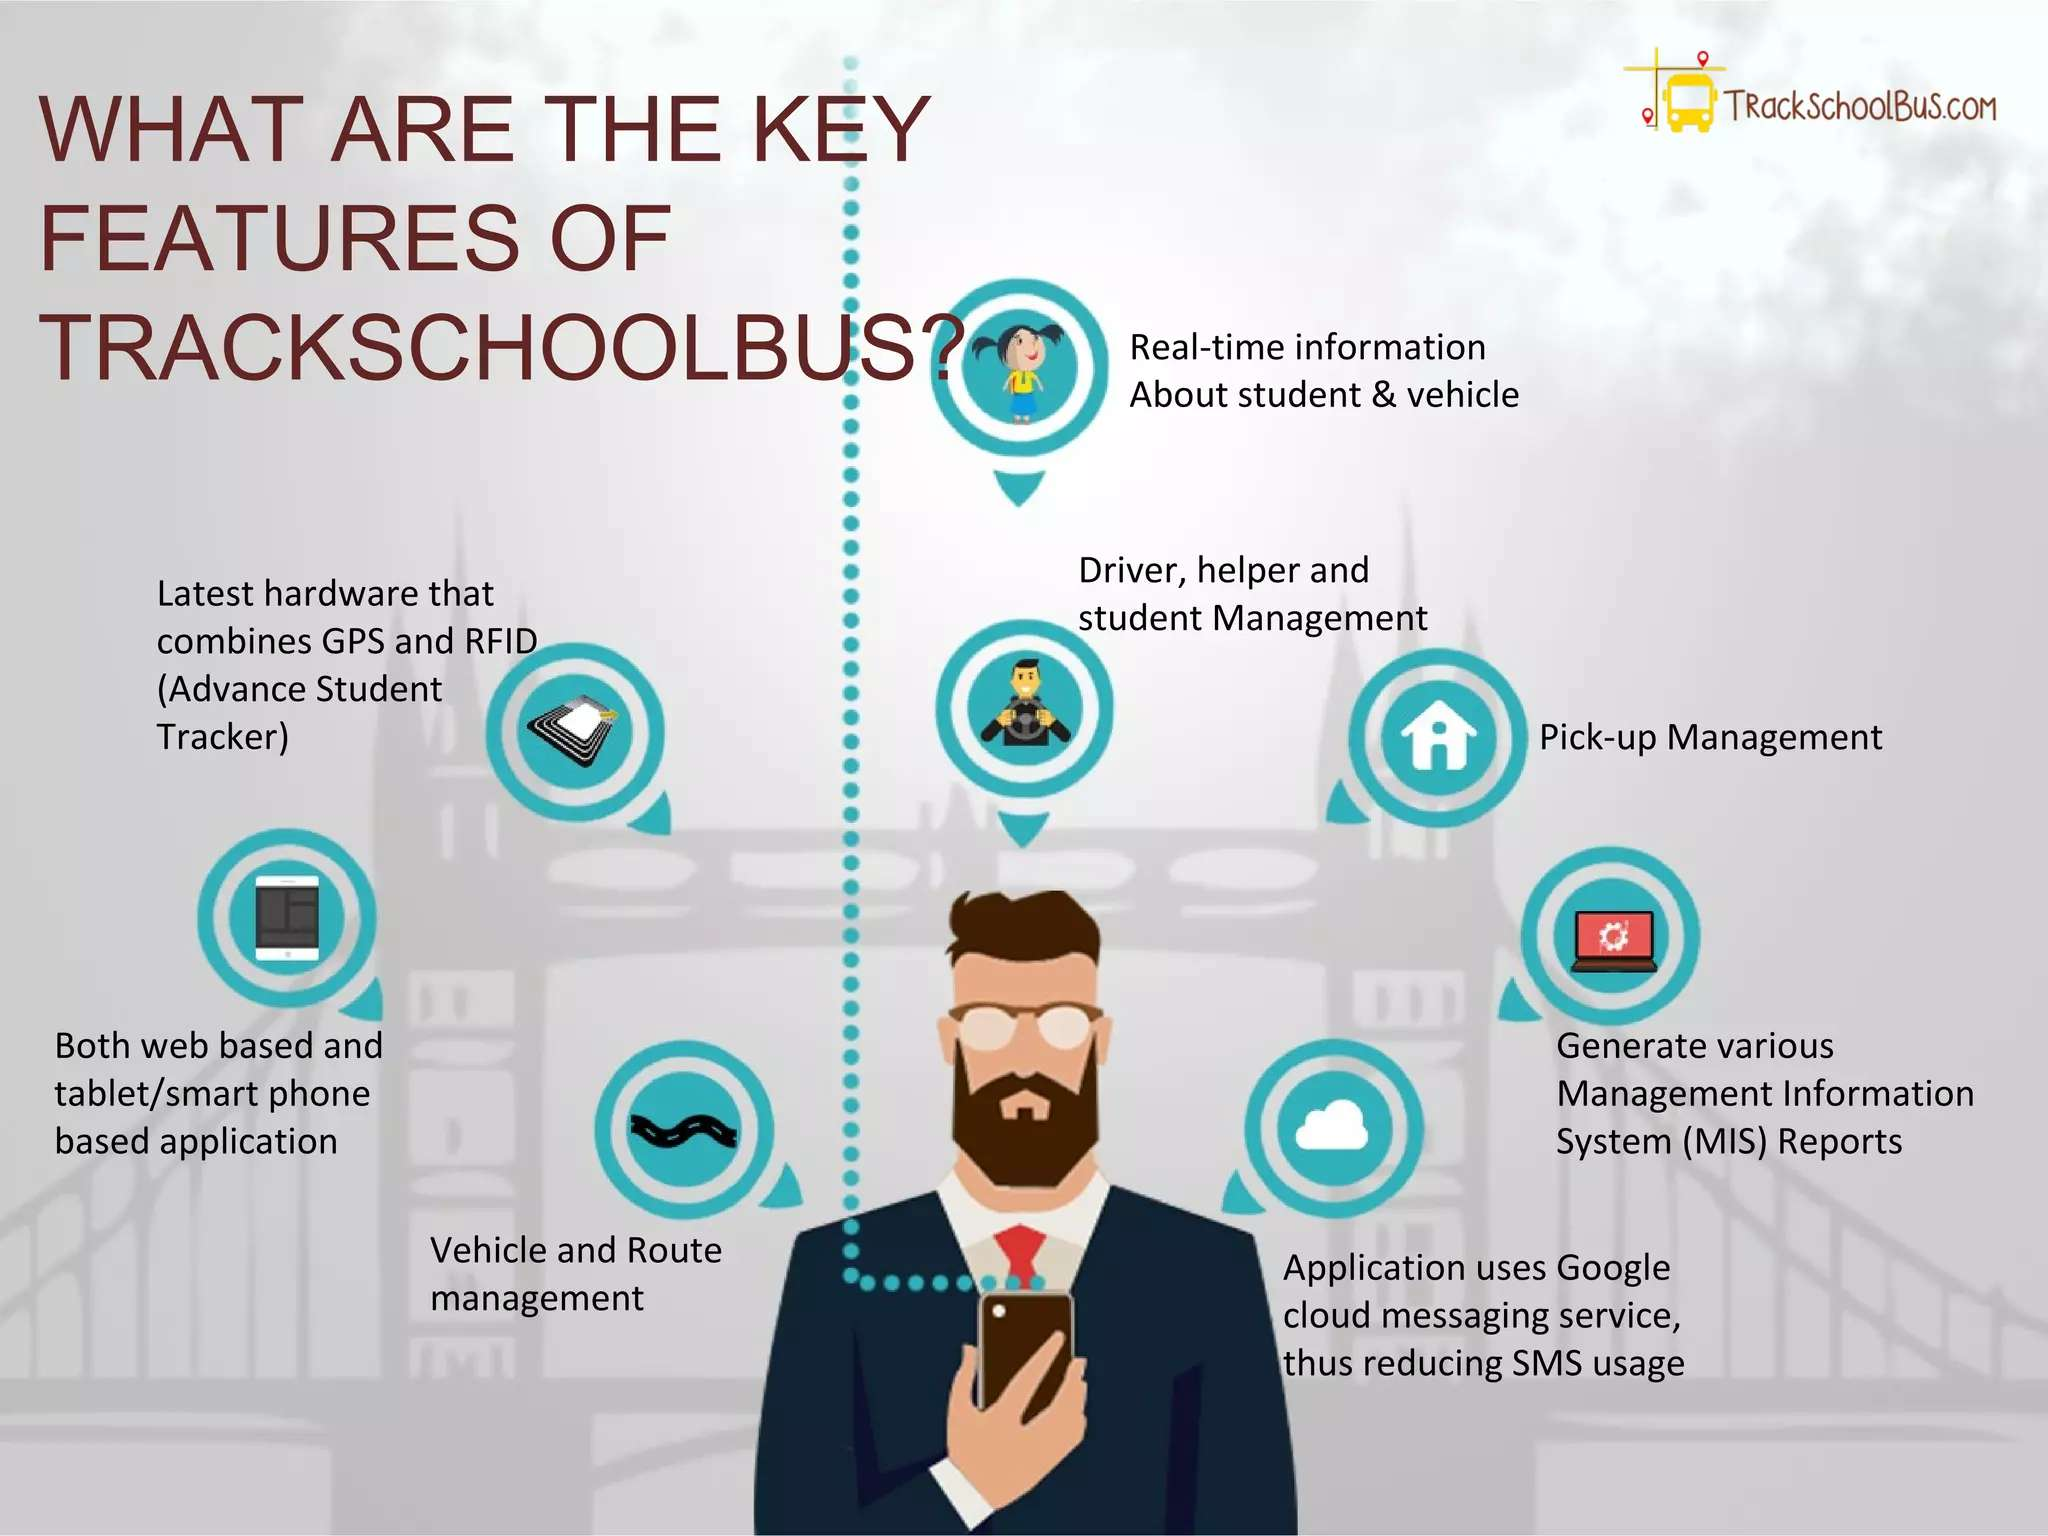 WHAT ARE THE KEY
FEATURES OF
TRACKSCHOOLBUS?
TRackSchoolBus.com
Real-time information
About student & vehicle
Driver, helper and
student Management
Latest hardware that
combines GPS and RFID
(Advance Student
Tracker)
Pick-up Management
Both web based and
tablet/smart phone
based application
Generate various
Management Information
System (MIS) Reports
Vehicle and Route
management
Application uses Google
cloud messaging service,
thus reducing SMS usage